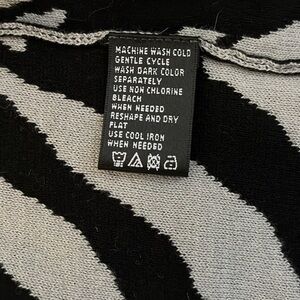 MACHINE WASH COLD
GENTLE CYCLE
WASH DARK COLOR
SEPARATELY
USE NON CHLORINE
BLEACH
WHEN NEEDED
RESHAPE AND DRY
FLAT
USE COOL IRON
WHEN NEEDED